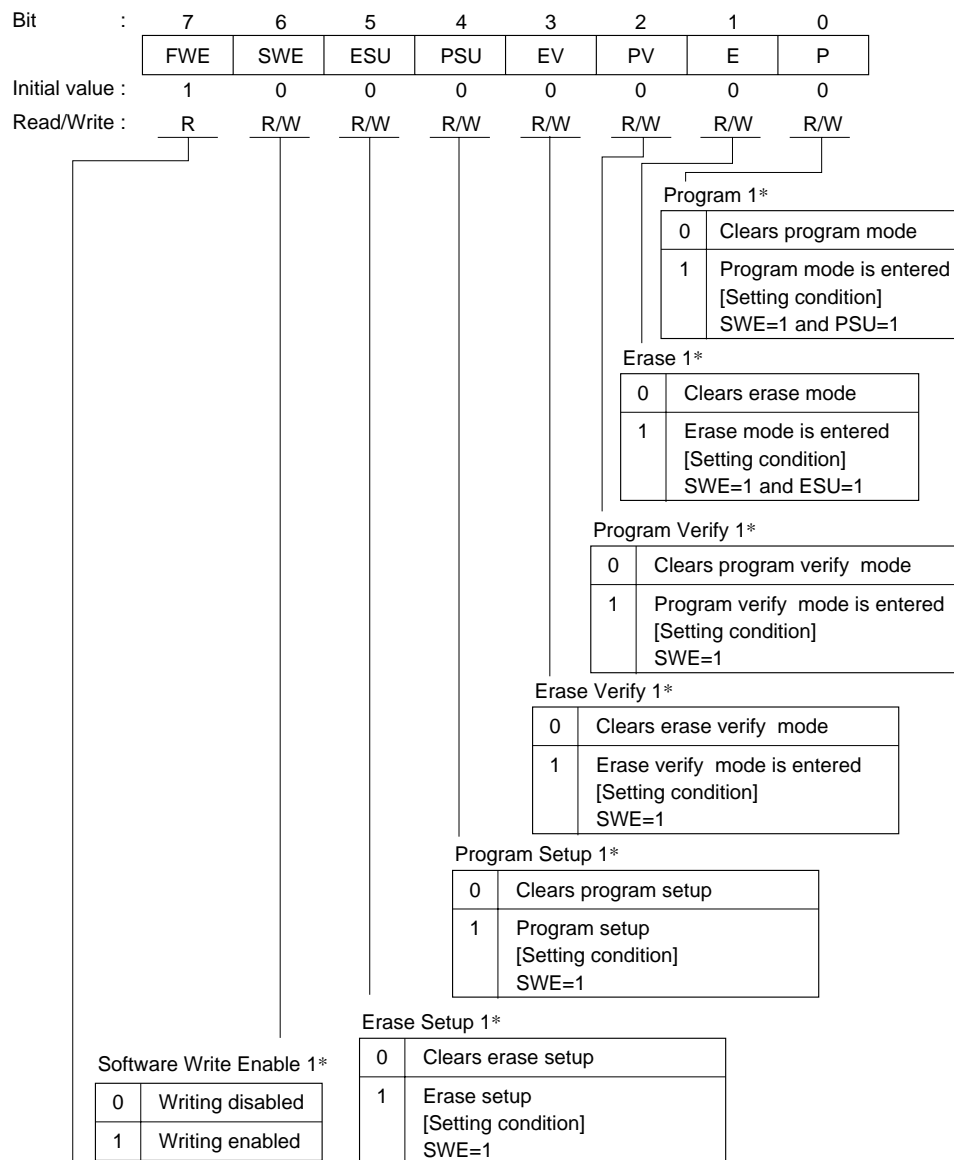 Bit : 7 6 5 4 3 2 1 0
FWE SWE ESU PSU EV PV E P
Initial value : 1 0 0 0 0 0 0 0
Read/Write : R R/W R/W R/W R/W R/W R/W R/W
Program 1*
0 Clears program mode
1 Program mode is entered
[Setting condition]
SWE=1 and PSU=1
Erase 1*
0 Clears erase mode
1 Erase mode is entered
[Setting condition]
SWE=1 and ESU=1
Program Verify 1*
0 Clears program verify mode
1 Program verify mode is entered
[Setting condition]
SWE=1
Erase Verify 1*
0 Clears erase verify mode
1 Erase verify mode is entered
[Setting condition]
SWE=1
Program Setup 1*
0 Clears program setup
1 Program setup
[Setting condition]
SWE=1
Erase Setup 1*
0 Clears erase setup
1 Erase setup
[Setting condition]
SWE=1
Software Write Enable 1*
0 Writing disabled
1 Writing enabled